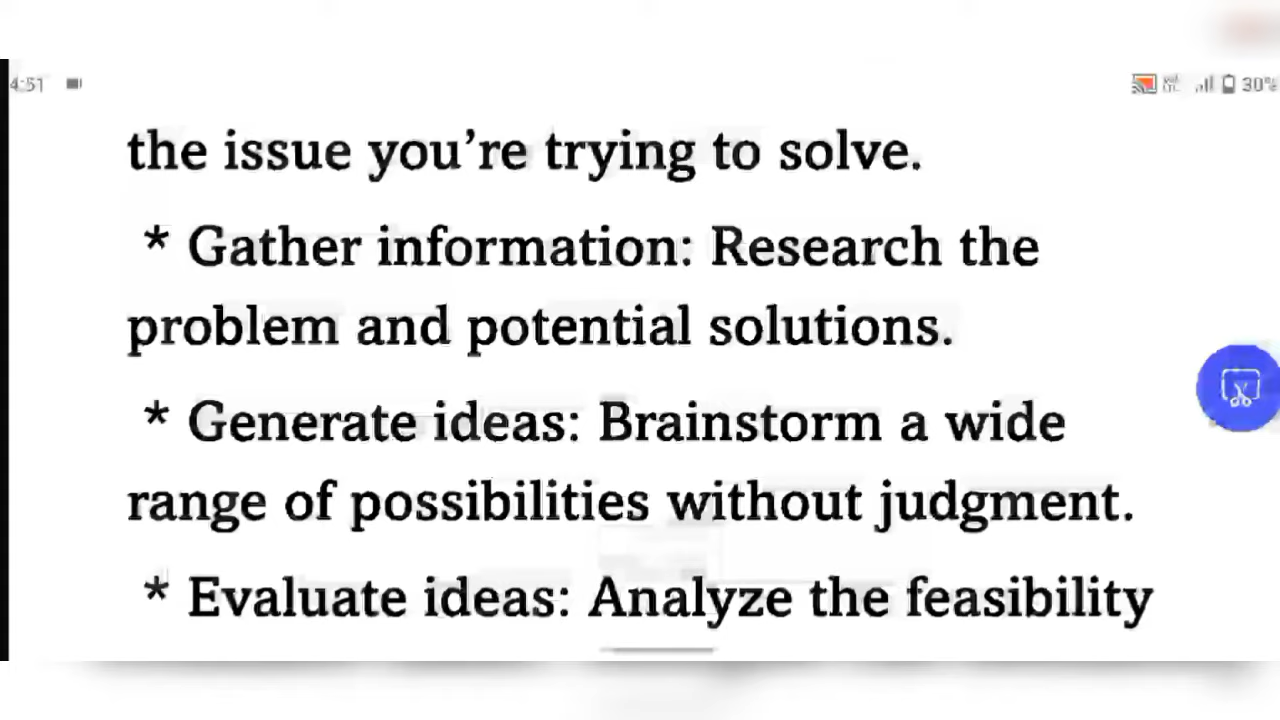 4:51
30%
the issue you’re trying to solve.
* Gather information: Research the
problem and potential solutions.
* Generate ideas: Brainstorm a wide
range of possibilities without judgment.
* Evaluate ideas: Analyze the feasibility